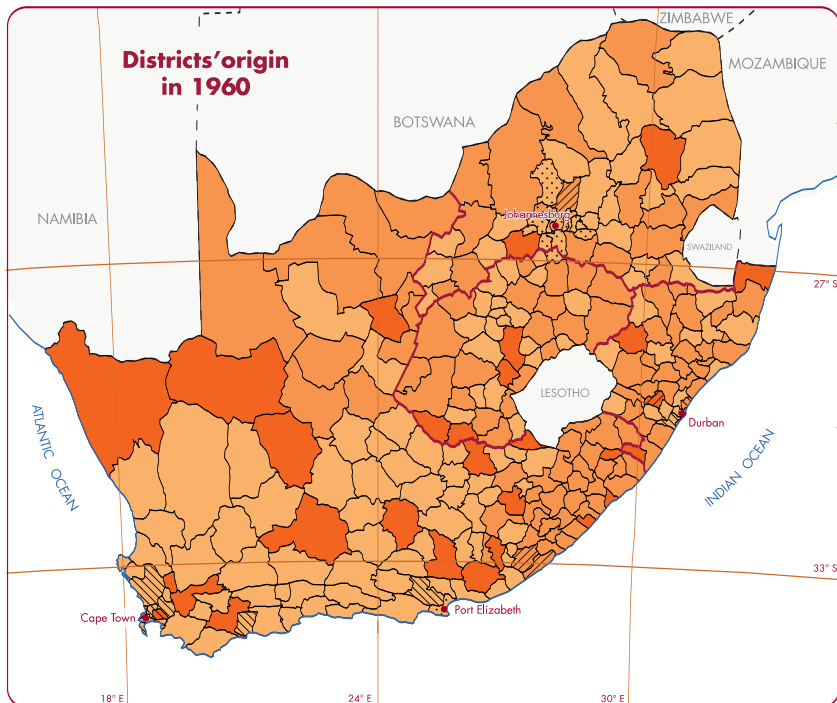 Districts'origin
in 1960
ZIMBABWE
MOZAMBIQUE
BOTSWANA
NAMIBIA
Johannesburg
SWAZILAND
27° S
LESOTHO
Durban
ATLANTIC OCEAN
INDIAN OCEAN
33° S
Cape Town
Port Elizabeth
18° E
24° E
30° E